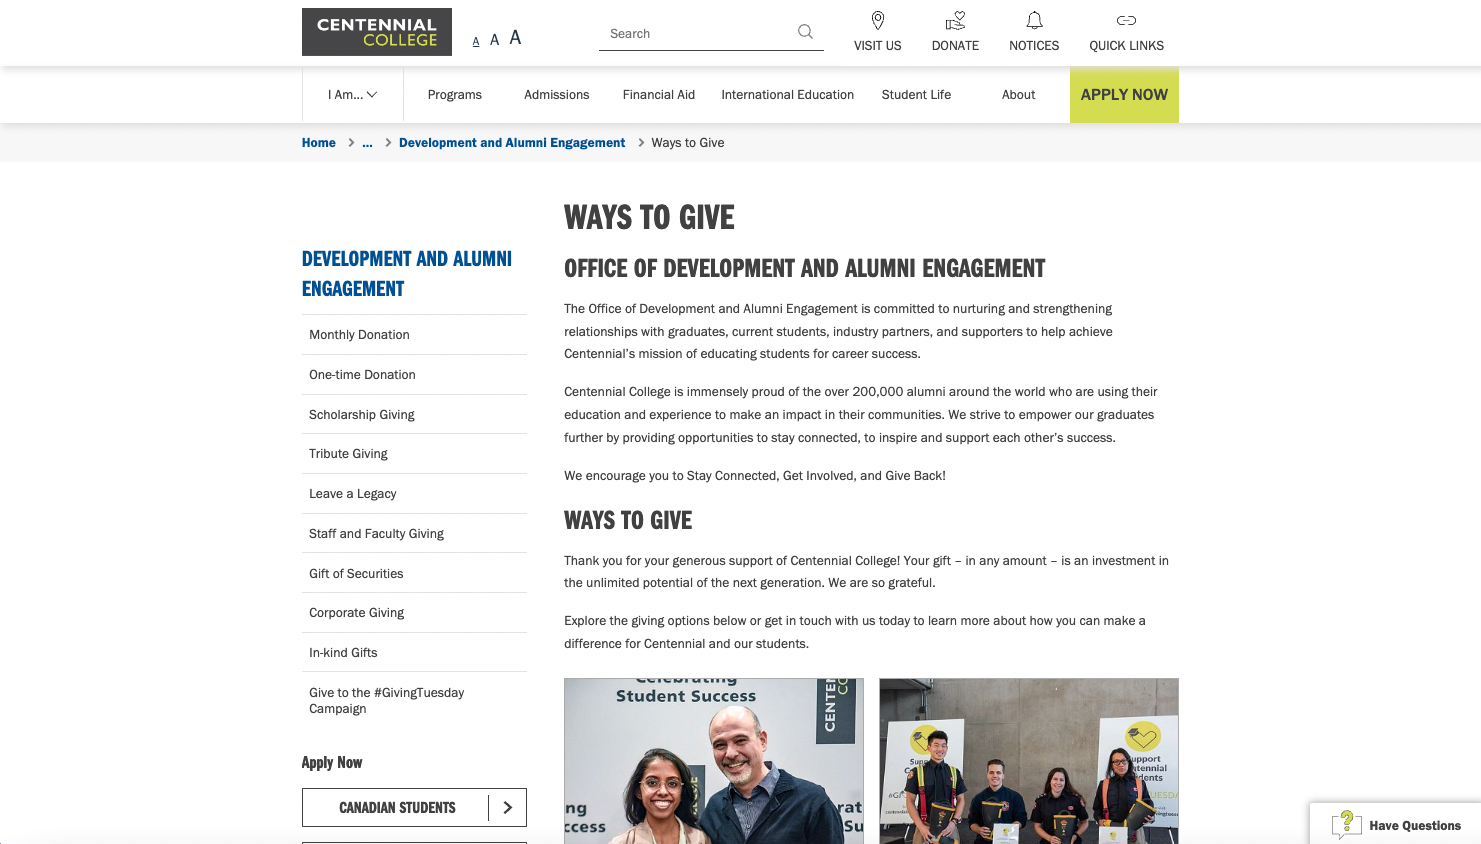 CENTENNIAL
COLLEGE
A A A
Search
VISIT US
DONATE
NOTICES
QUICK LINKS
I Am...
Programs
Admissions
Financial Aid
International Education
Student Life
About
APPLY NOW
Home
...
Development and Alumni Engagement
Ways to Give
DEVELOPMENT AND ALUMNI
ENGAGEMENT
Monthly Donation
One-time Donation
Scholarship Giving
Tribute Giving
Leave a Legacy
Staff and Faculty Giving
Gift of Securities
Corporate Giving
In-kind Gifts
Give to the #GivingTuesday
Campaign
Apply Now
CANADIAN STUDENTS
WAYS TO GIVE
OFFICE OF DEVELOPMENT AND ALUMNI ENGAGEMENT
The Office of Development and Alumni Engagement is committed to nurturing and strengthening
relationships with graduates, current students, industry partners, and supporters to help achieve
Centennial's mission of educating students for career success.
Centennial College is immensely proud of the over 200,000 alumni around the world who are using their
education and experience to make an impact in their communities. We strive to empower our graduates
further by providing opportunities to stay connected, to inspire and support each other's success.
We encourage you to Stay Connected, Get Involved, and Give Back!
WAYS TO GIVE
Thank you for your generous support of Centennial College! Your gift – in any amount – is an investment in
the unlimited potential of the next generation. We are so grateful.
Explore the giving options below or get in touch with us today to learn more about how you can make a
difference for Centennial and our students.
Celebrating
Student Success
Have Questions